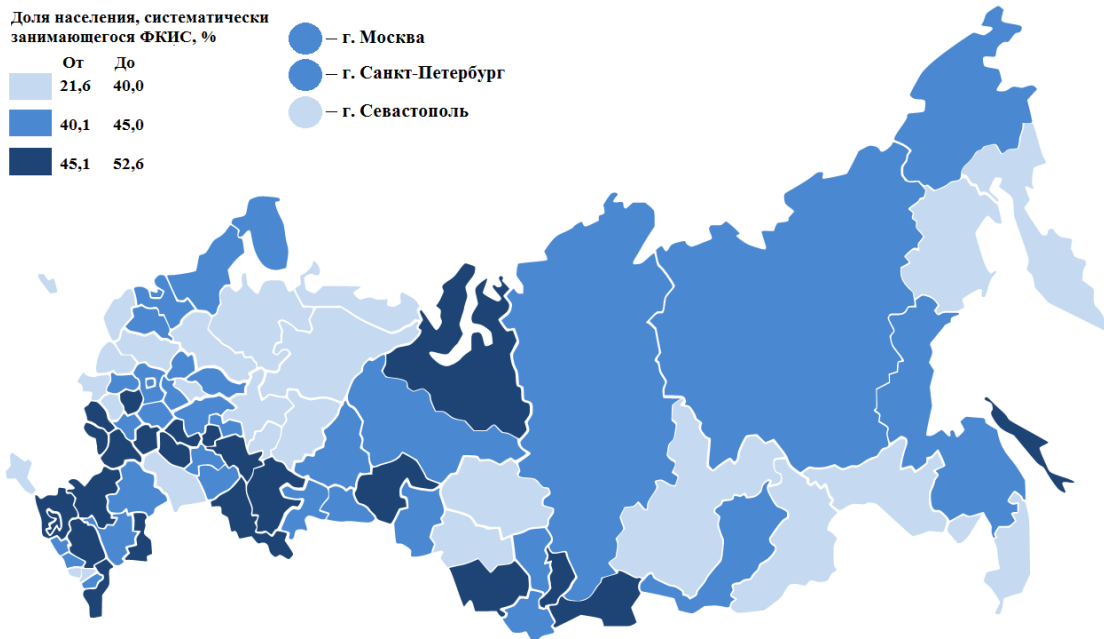 Доля населения, систематически
занимающегося ФКИС, %
От До
21,6 40,0
40,1 45,0
45,1 52,6
– г. Москва
– г. Санкт-Петербург
– г. Севастополь